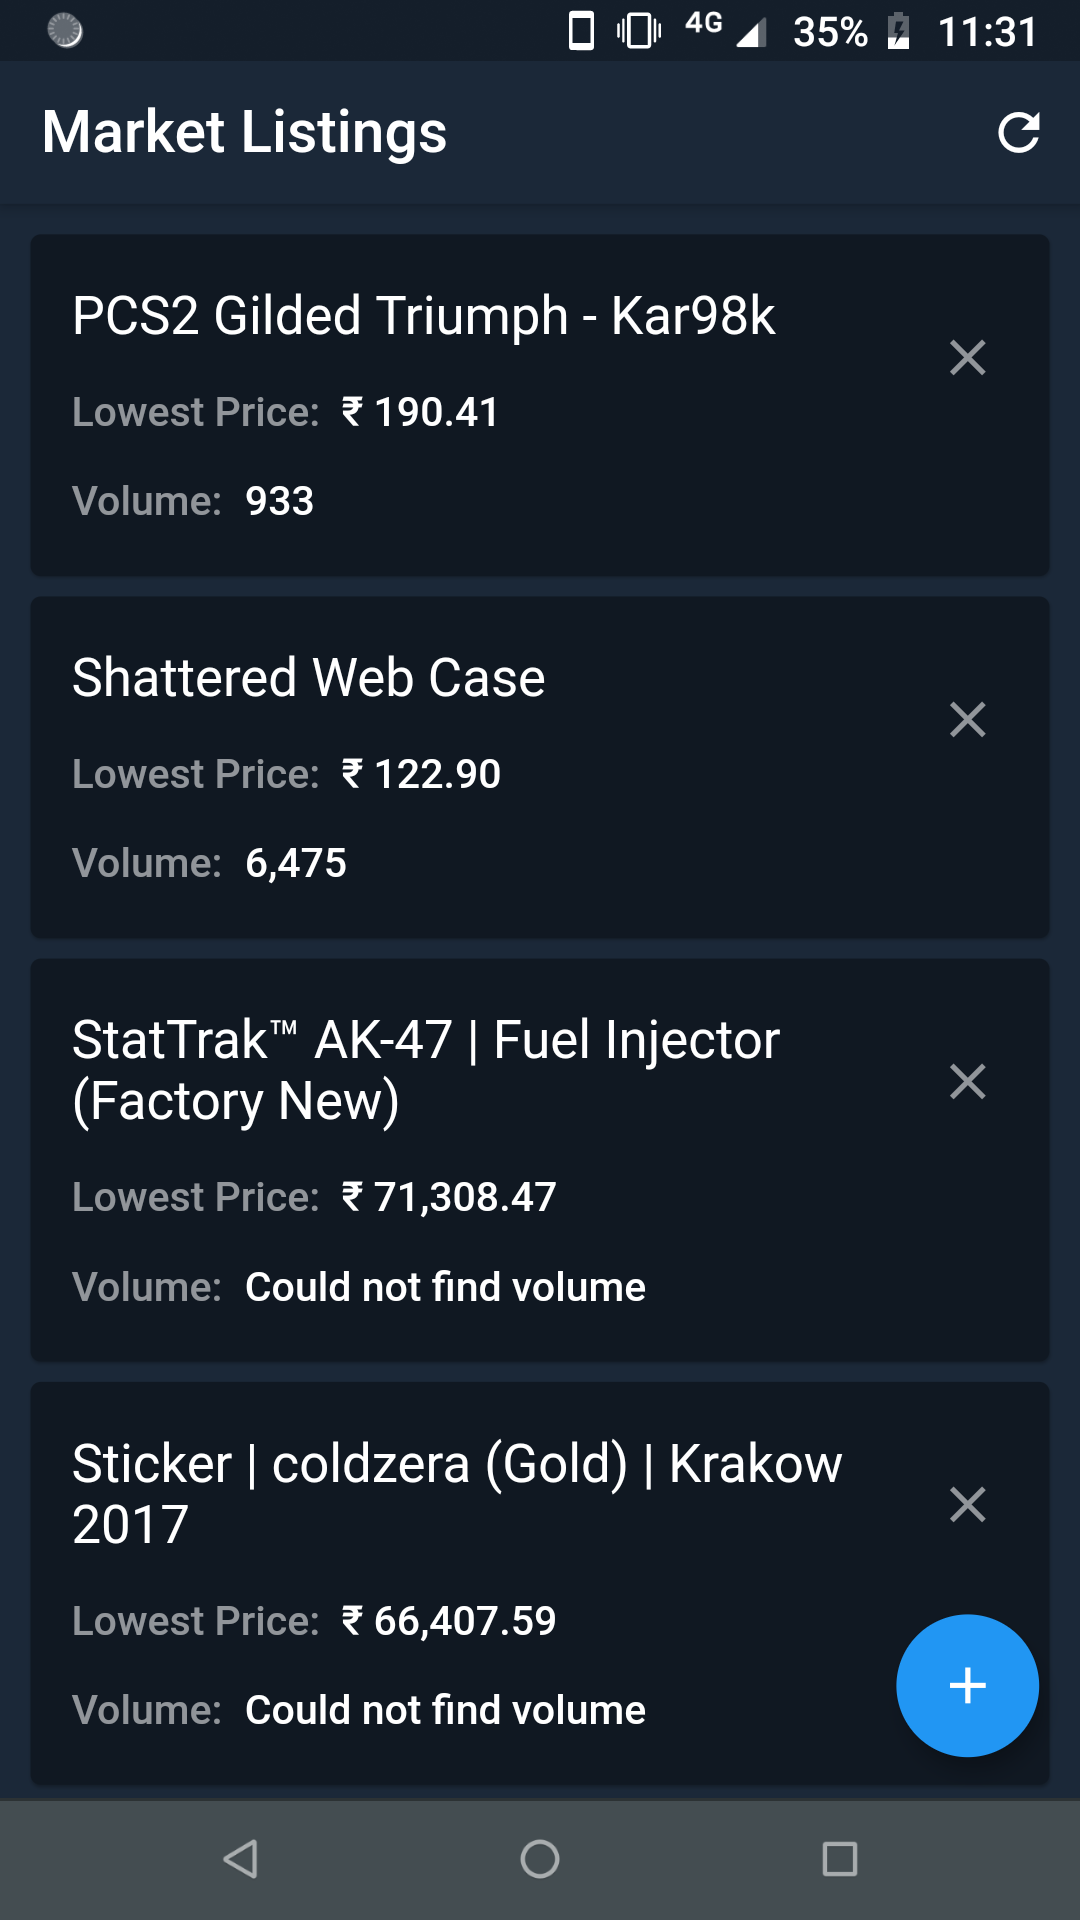 4G 35% 11:31
Market Listings
PCS2 Gilded Triumph - Kar98k
Lowest Price: ₹ 190.41
Volume: 933
Shattered Web Case
Lowest Price: ₹ 122.90
Volume: 6,475
StatTrak™ AK-47 | Fuel Injector
(Factory New)
Lowest Price: ₹ 71,308.47
Volume: Could not find volume
Sticker | coldzera (Gold) | Krakow
2017
Lowest Price: ₹ 66,407.59
Volume: Could not find volume